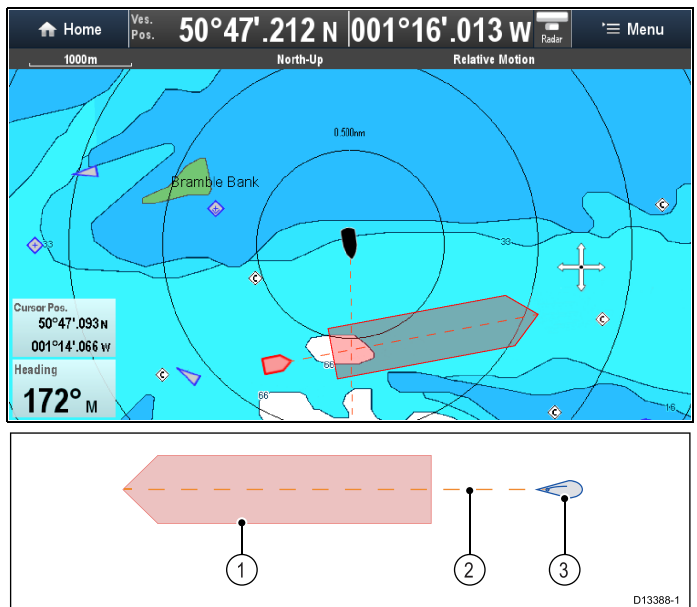 Home
Ves. Pos.
50°47'.212 N
001°16'.013 W
Radar
Menu
1000m
North-Up
Relative Motion
0.500nm
Bramble Bank
C
33
33
C
Cursor Pos.
50°47'.093 N
001°14'.066 W
C
66
C
Heading
172° M
66
C
16
1
2
3
D13388-1